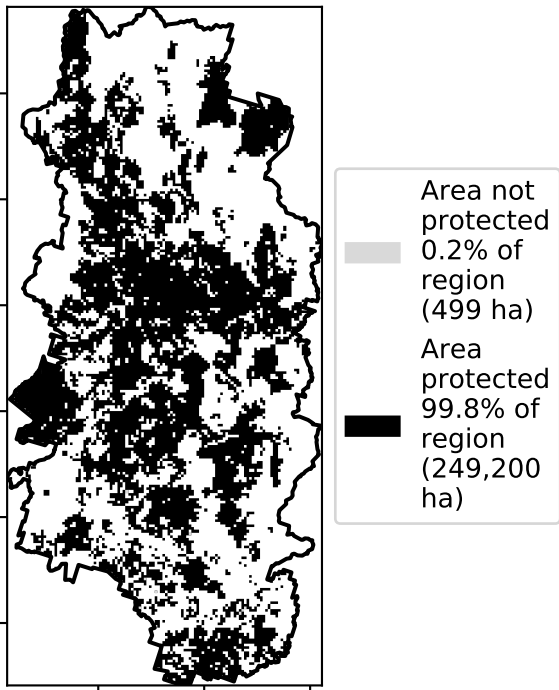 Area not
protected
0.2% of
region
(499 ha)
Area
protected
99.8% of
region
(249,200
ha)